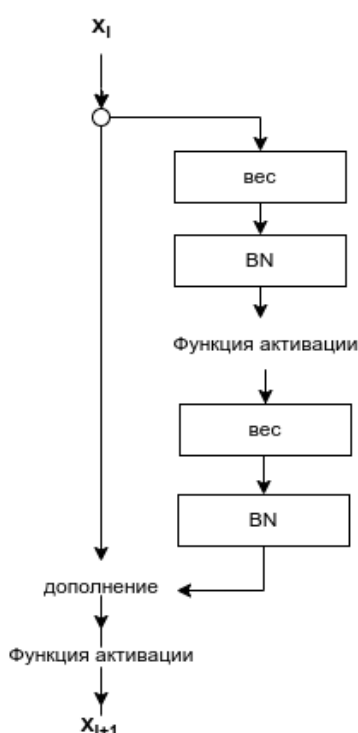 X_l
вес
BN
Функция активации
вес
BN
дополнение
Функция активации
X_l+1